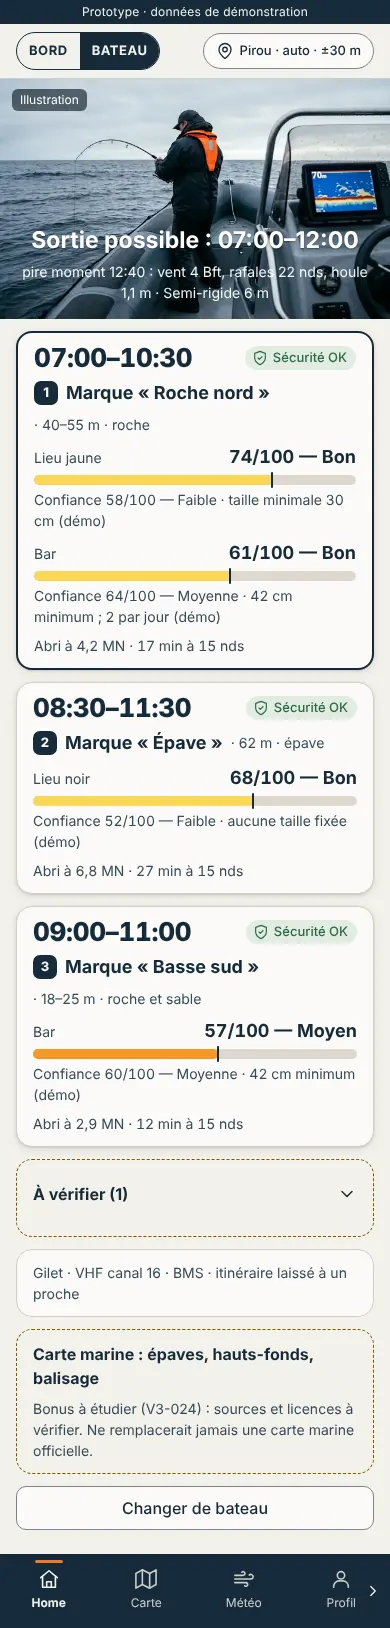 Prototype · données de démonstration
BORD BATEAU Pirou · auto · ±30 m
Illustration
70m
Sortie possible : 07:00–12:00
pire moment 12:40 : vent 4 Bft, rafales 22 nds, houle
1,1 m · Semi-rigide 6 m
07:00–10:30 Sécurité OK
1 Marque « Roche nord »
· 40–55 m · roche
Lieu jaune 74/100 — Bon
Confiance 58/100 — Faible · taille minimale 30
cm (démo)
Bar 61/100 — Bon
Confiance 64/100 — Moyenne · 42 cm
minimum ; 2 par jour (démo)
Abri à 4,2 MN · 17 min à 15 nds
08:30–11:30 Sécurité OK
2 Marque « Épave » · 62 m · épave
Lieu noir 68/100 — Bon
Confiance 52/100 — Faible · aucune taille fixée
(démo)
Abri à 6,8 MN · 27 min à 15 nds
09:00–11:00 Sécurité OK
3 Marque « Basse sud »
· 18–25 m · roche et sable
Bar 57/100 — Moyen
Confiance 60/100 — Moyenne · 42 cm minimum
(démo)
Abri à 2,9 MN · 12 min à 15 nds
À vérifier (1)
Gilet · VHF canal 16 · BMS · itinéraire laissé à un
proche
Carte marine : épaves, hauts-fonds,
balisage
Bonus à étudier (V3-024) : sources et licences à
vérifier. Ne remplacerait jamais une carte marine
officielle.
Changer de bateau
Home Carte Météo Profil